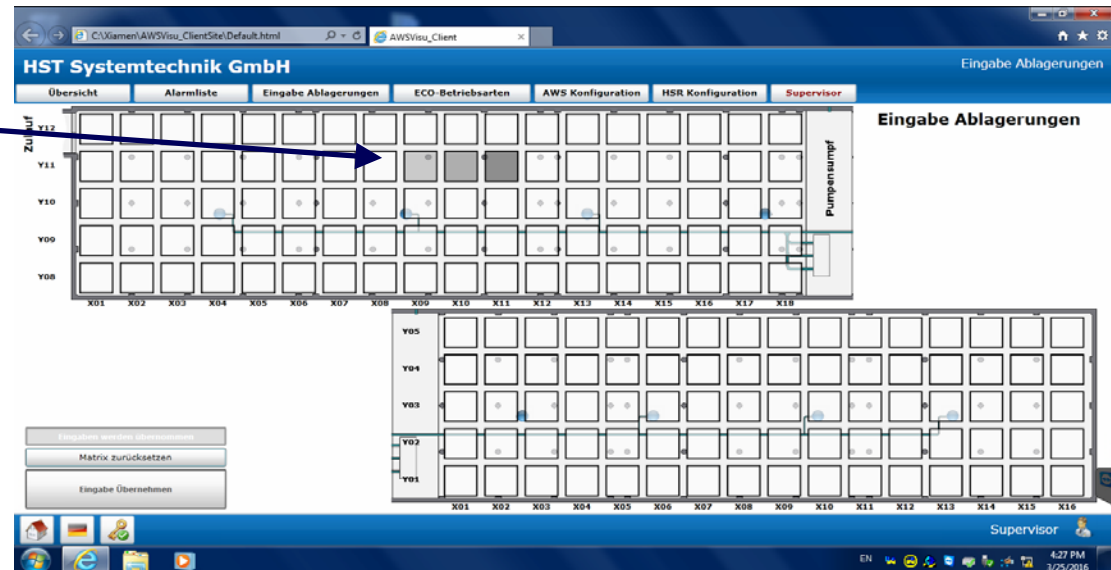 C:\Xiamen\AWSVisu_ClientSite\Default.html
AWSVisu_Client
HST Systemtechnik GmbH
Eingabe Ablagerungen
Übersicht Alarmliste Eingabe Ablagerungen ECO-Betriebsarten AWS Konfiguration HSR Konfiguration Supervisor
Eingabe Ablagerungen
Zulauf
Y12
Y11
Y10
Y09
Y08
Pumpensumpf
X01 X02 X03 X04 X05 X06 X07 X08 X09 X10 X11 X12 X13 X14 X15 X16 X17 X18
Y05
Y04
Y03
Y02
Y01
X01 X02 X03 X04 X05 X06 X07 X08 X09 X10 X11 X12 X13 X14 X15 X16
Eingaben werden übernommen
Matrix zurücksetzen
Eingabe Übernehmen
Supervisor
EN
4:27 PM
3/25/2016